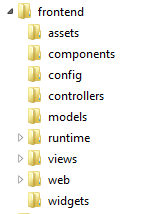 frontend
assets
components
config
controllers
models
runtime
views
web
widgets